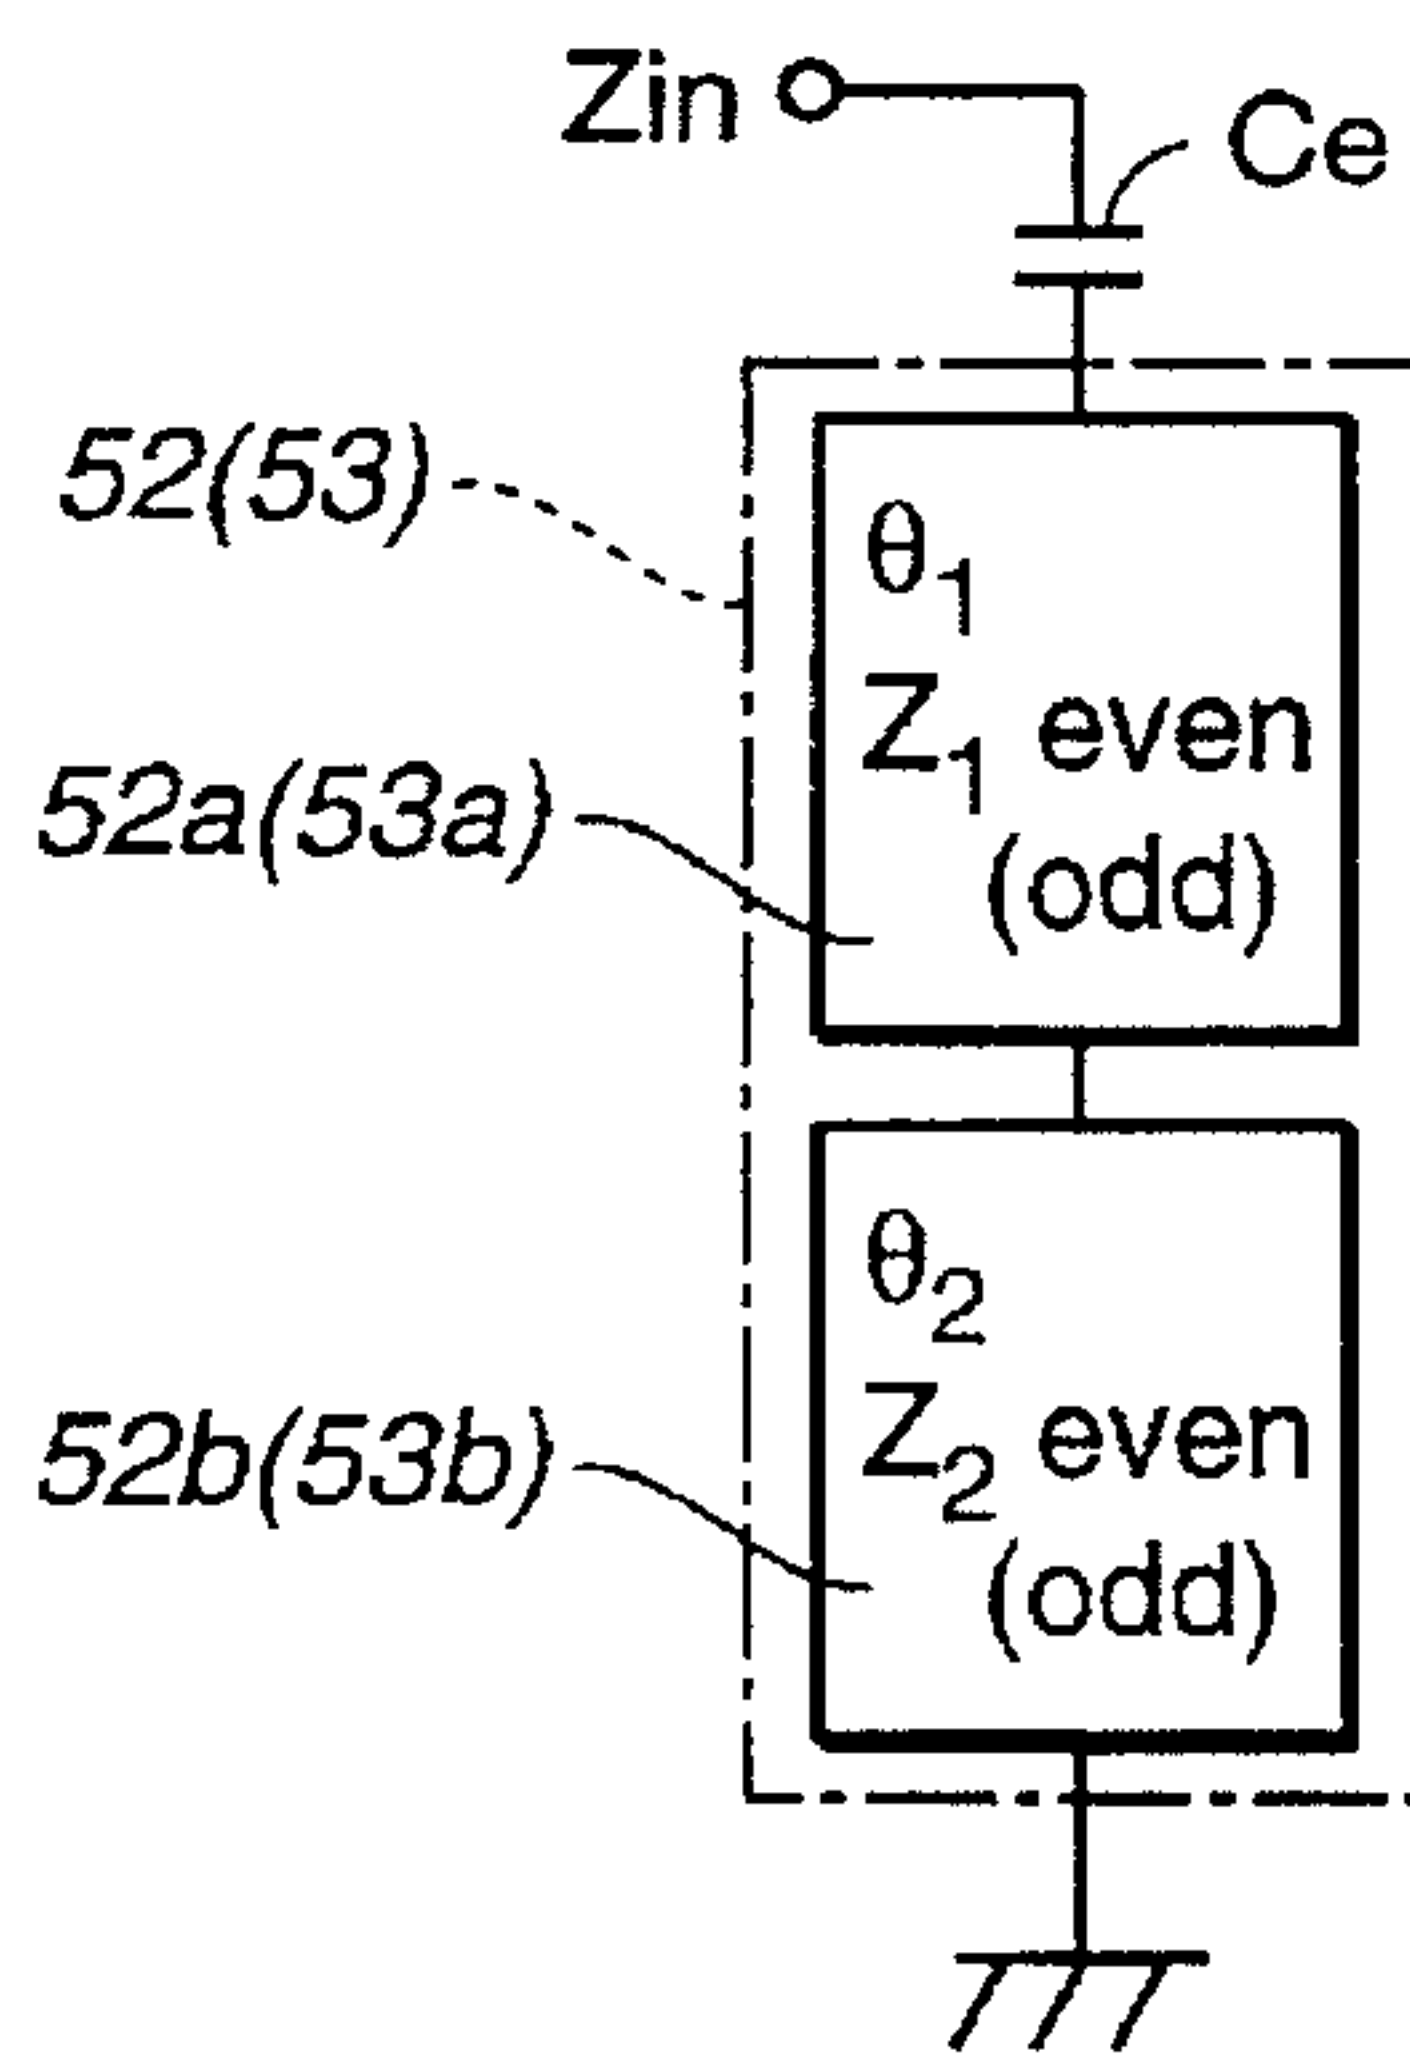 Zin
Ce
52(53)
θ₁
Z₁ even
(odd)
52a(53a)
θ₂
Z₂ even
(odd)
52b(53b)